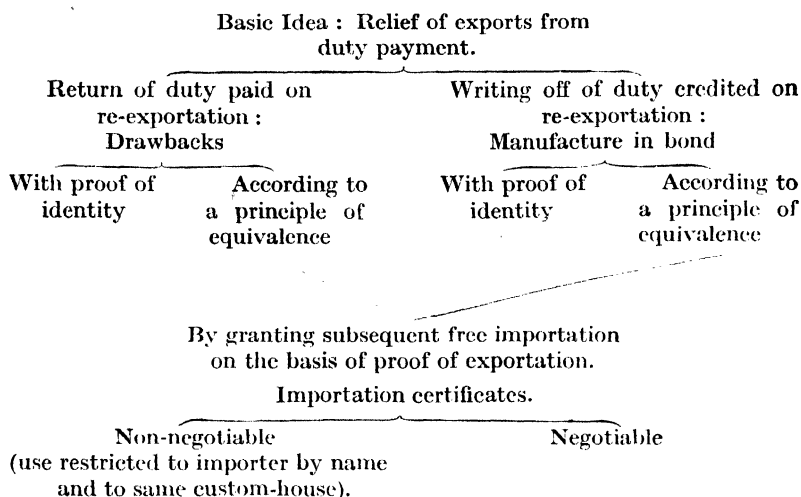 Basic Idea : Relief of exports from
duty payment.
Return of duty paid on
re-exportation :
Drawbacks
Writing off of duty credited on
re-exportation :
Manufacture in bond
With proof of
identity
According to
a principle of
equivalence
With proof of
identity
According to
a principle of
equivalence
By granting subsequent free importation
on the basis of proof of exportation.
Importation certificates.
Non-negotiable
(use restricted to importer by name
and to same custom-house).
Negotiable